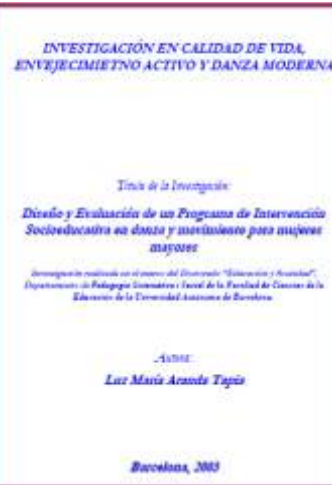 INVESTIGACIÓN EN CALIDAD DE VIDA,
ENVEJECIMIETNO ACTIVO Y DANZA MODERNA
Título de la Investigación:
Diseño y Evaluación de un Programa de Intervención
Socioeducativa en danza y movimiento para mujeres
mayores
Investigación realizada en el marco del Doctorado "Educación y Sociedad",
Departamento de Pedagogía Sistemática i Social de la Facultad de Ciencias de la
Educación de la Universidad Autónoma de Barcelona
Autora:
Luz María Aranda Tapia
Barcelona, 2003